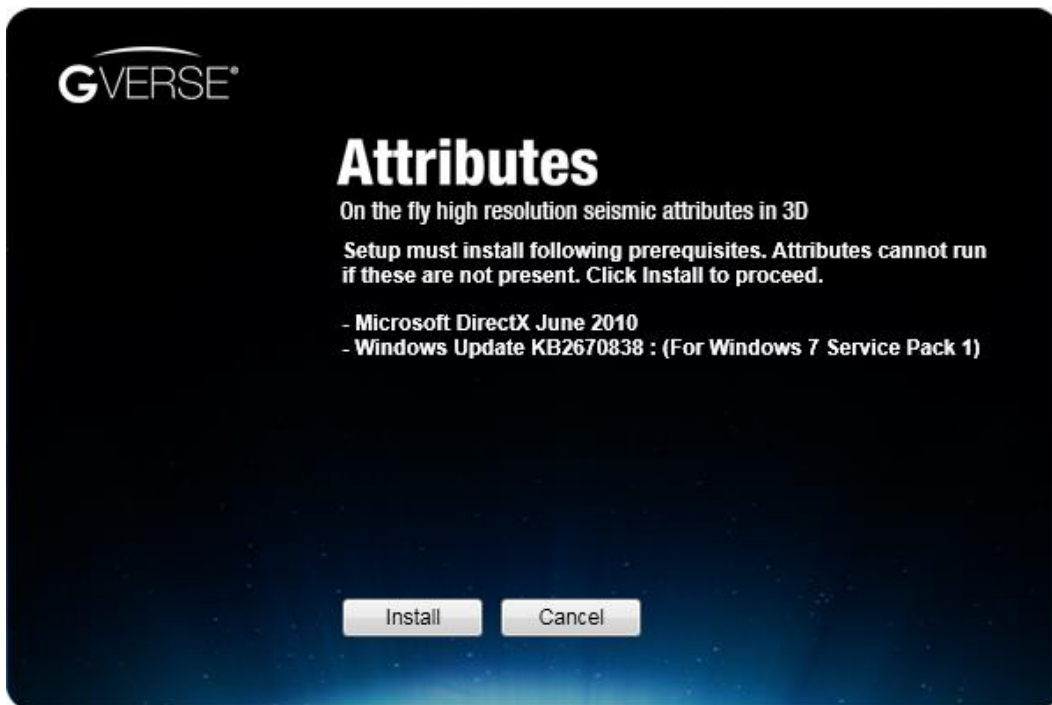 GVERSE®
Attributes
On the fly high resolution seismic attributes in 3D
Setup must install following prerequisites. Attributes cannot run
if these are not present. Click Install to proceed.
- Microsoft DirectX June 2010
- Windows Update KB2670838 : (For Windows 7 Service Pack 1)
Install
Cancel